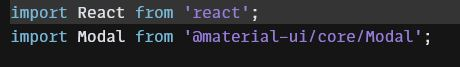 import React from 'react';
import Modal from '@material-ui/core/Modal';